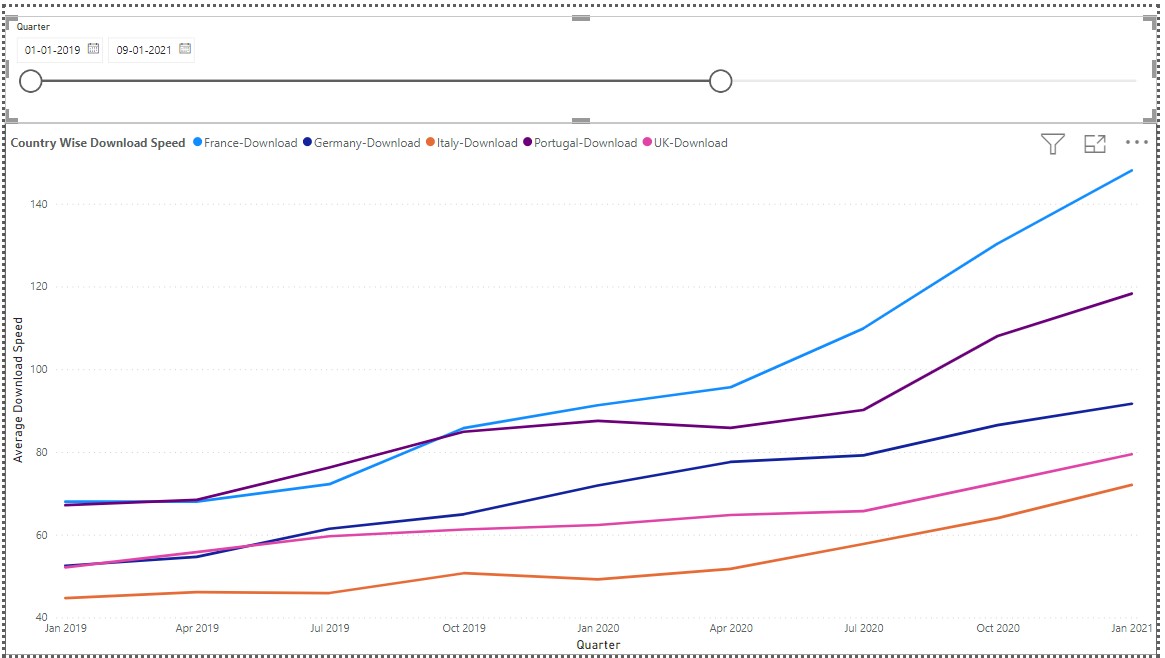 Quarter
01-01-2019 09-01-2021
Country Wise Download Speed France-Download Germany-Download Italy-Download Portugal-Download UK-Download
140
120
100
80
60
40
Average Download Speed
Jan 2019 Apr 2019 Jul 2019 Oct 2019 Jan 2020 Apr 2020 Jul 2020 Oct 2020 Jan 2021
Quarter